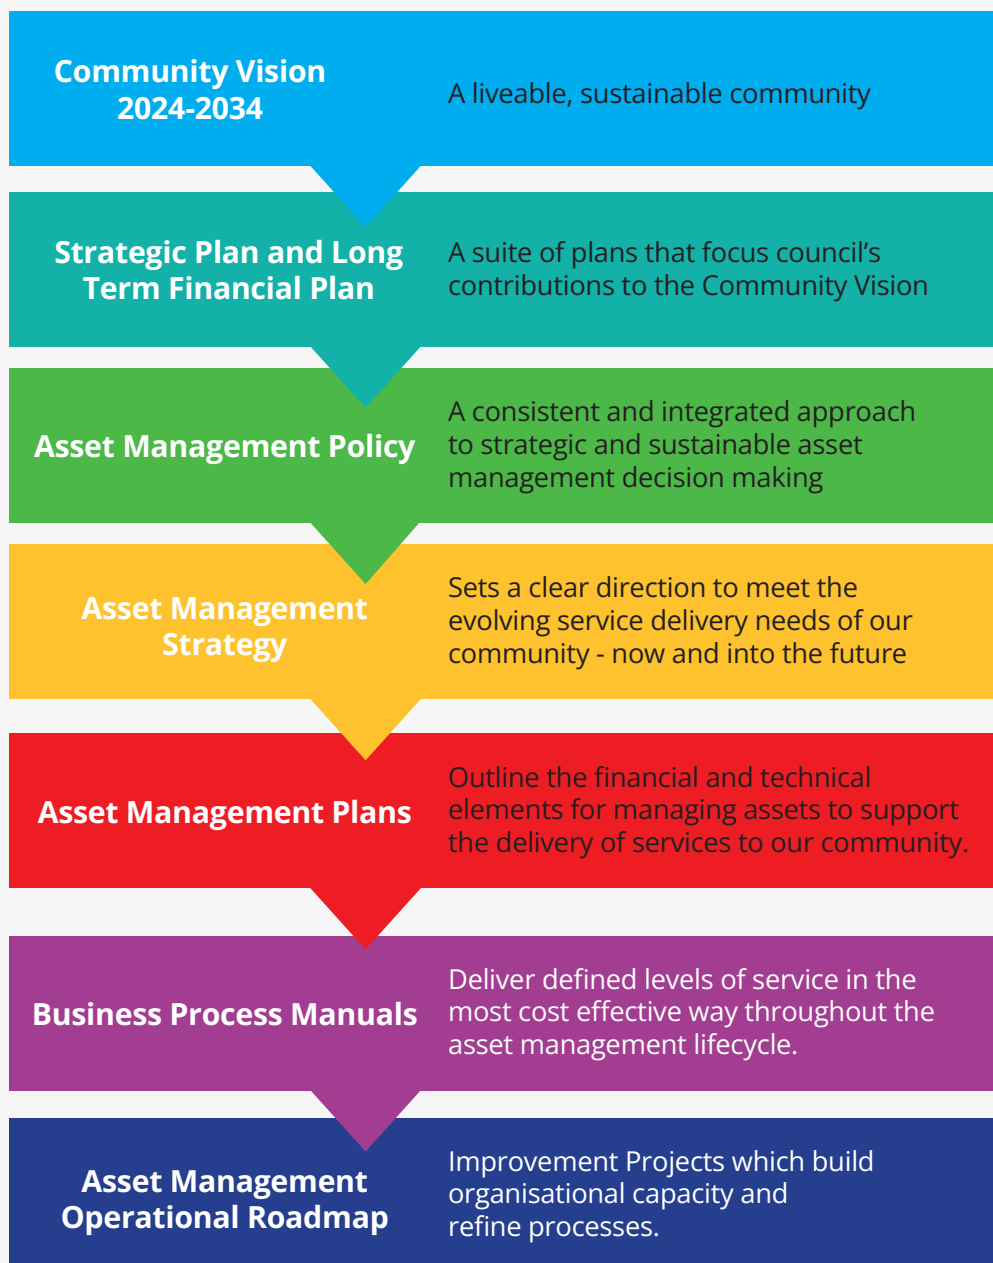 Community Vision
2024-2034
A liveable, sustainable community
Strategic Plan and Long
Term Financial Plan
A suite of plans that focus council’s
contributions to the Community Vision
Asset Management Policy
A consistent and integrated approach
to strategic and sustainable asset
management decision making
Asset Management
Strategy
Sets a clear direction to meet the
evolving service delivery needs of our
community - now and into the future
Asset Management Plans
Outline the financial and technical
elements for managing assets to support
the delivery of services to our community.
Business Process Manuals
Deliver defined levels of service in the
most cost effective way throughout the
asset management lifecycle.
Asset Management
Operational Roadmap
Improvement Projects which build
organisational capacity and
refine processes.